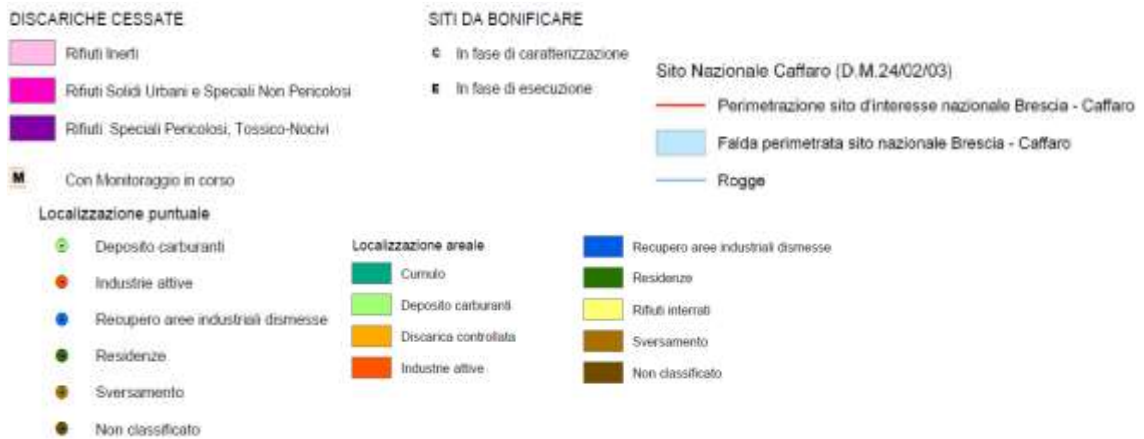 DISCARICHE CESSATE
Rifiuti Inerti
Rifiuti Solidi Urbani e Speciali Non Pericolosi
Rifiuti Speciali Pericolosi, Tossico-Nocivi
M Con Monitoraggio in corso
SITI DA BONIFICARE
C In fase di caratterizzazione
E In fase di esecuzione
Sito Nazionale Caffaro (D.M.24/02/03)
Perimetrazione sito d'interesse nazionale Brescia - Caffaro
Falda perimetrata sito nazionale Brescia - Caffaro
Rogge
Localizzazione puntuale
Deposito carburanti
Industrie attive
Recupero aree industriali dismesse
Residenze
Sversamento
Non classificato
Localizzazione areale
Cumulo
Deposito carburanti
Discarica controllata
Industrie attive
Recupero aree industriali dismesse
Residenze
Rifiuti interrati
Sversamento
Non classificato